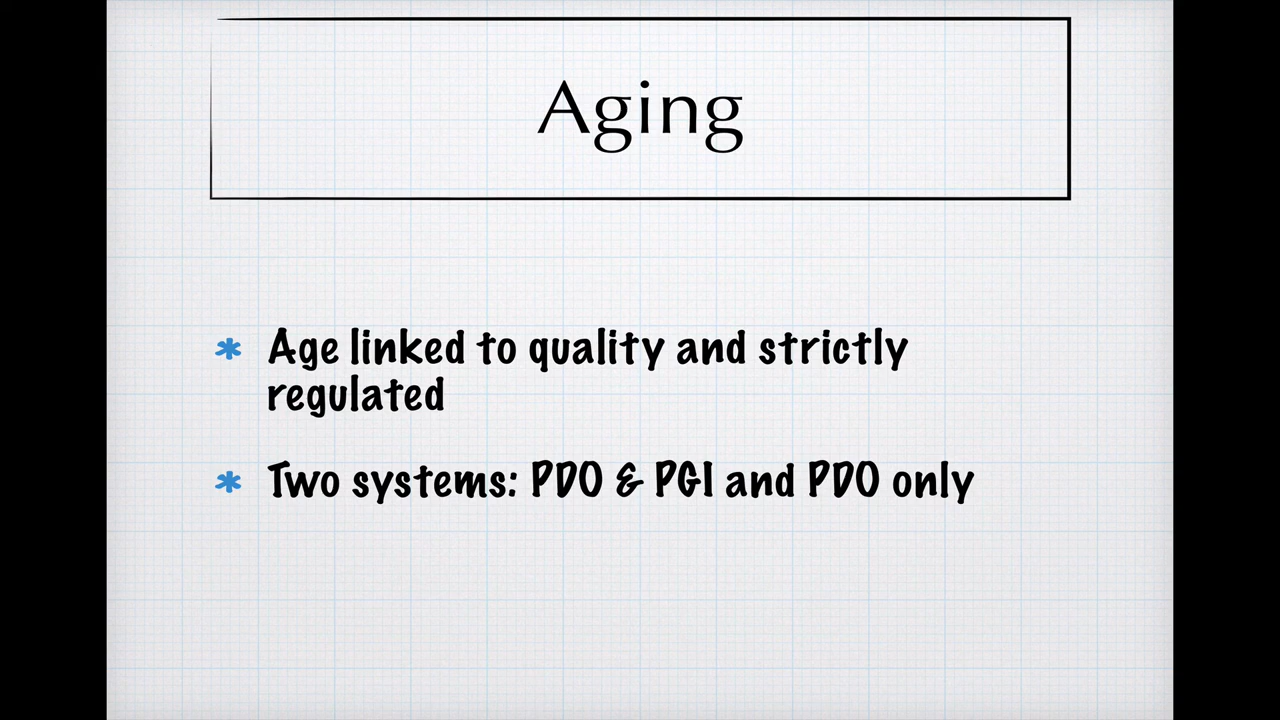 Aging
* Age linked to quality and strictly
regulated
* Two systems: PDO & PGI and PDO only